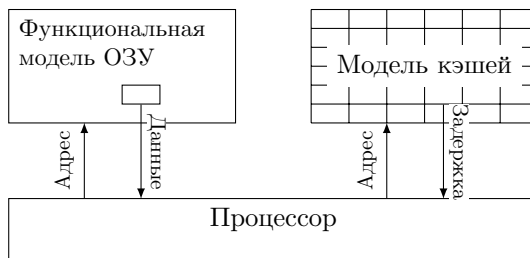 Функциональная
модель ОЗУ
Модель кэшей
Адрес
Данные
Адрес
Задержка
Процессор